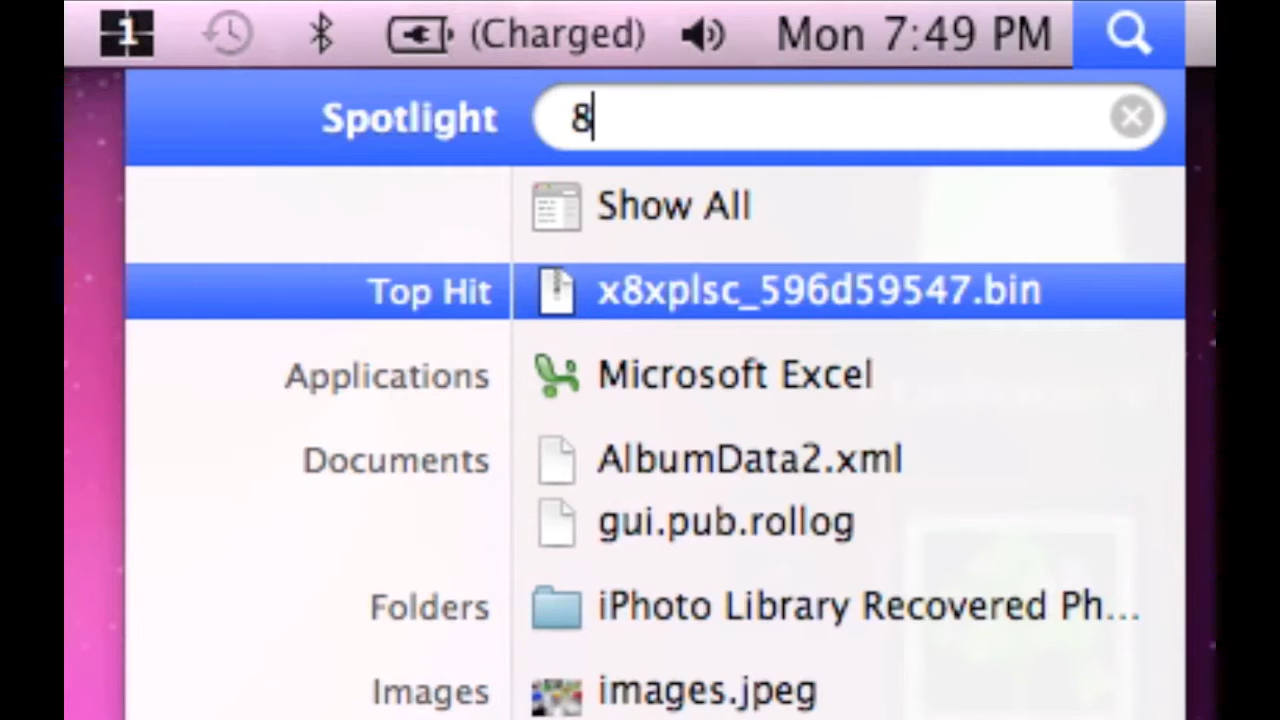 1 (Charged) Mon 7:49 PM
Spotlight 8
Show All
Top Hit x8xplsc_596d59547.bin
Applications Microsoft Excel
Documents AlbumData2.xml
gui.pub.rollog
Folders iPhoto Library Recovered Ph...
Images images.jpeg